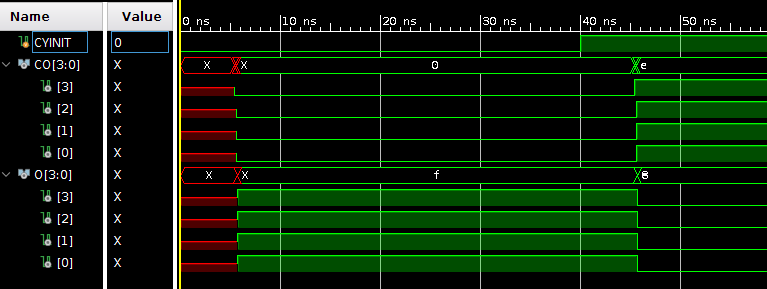 Name Value 0 ns 10 ns 20 ns 30 ns 40 ns 50 ns
CYINIT 0
CO[3:0] X X X 0 e
[3] X
[2] X
[1] X
[0] X
O[3:0] X X X f
[3] X
[2] X
[1] X
[0] X